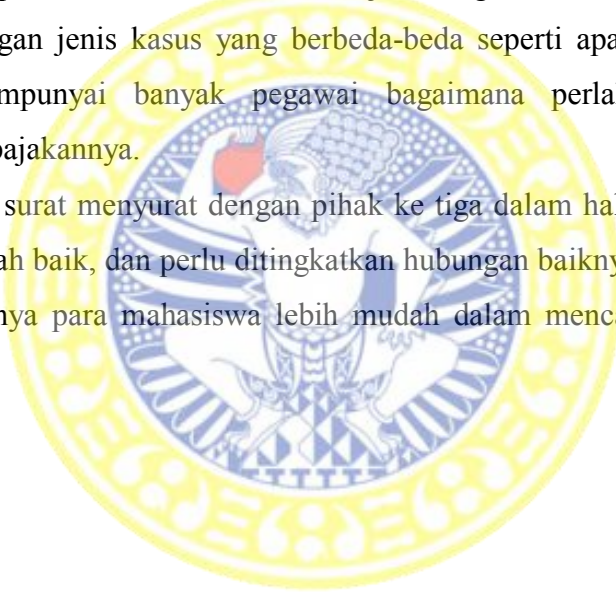 gan jenis kasus yang berbeda-beda seperti apa
mpunyai banyak pegawai bagaimana perla
pajakannya.
surat menyurat dengan pihak ke tiga dalam hal
ah baik, dan perlu ditingkatkan hubungan baikny
nya para mahasiswa lebih mudah dalam menca